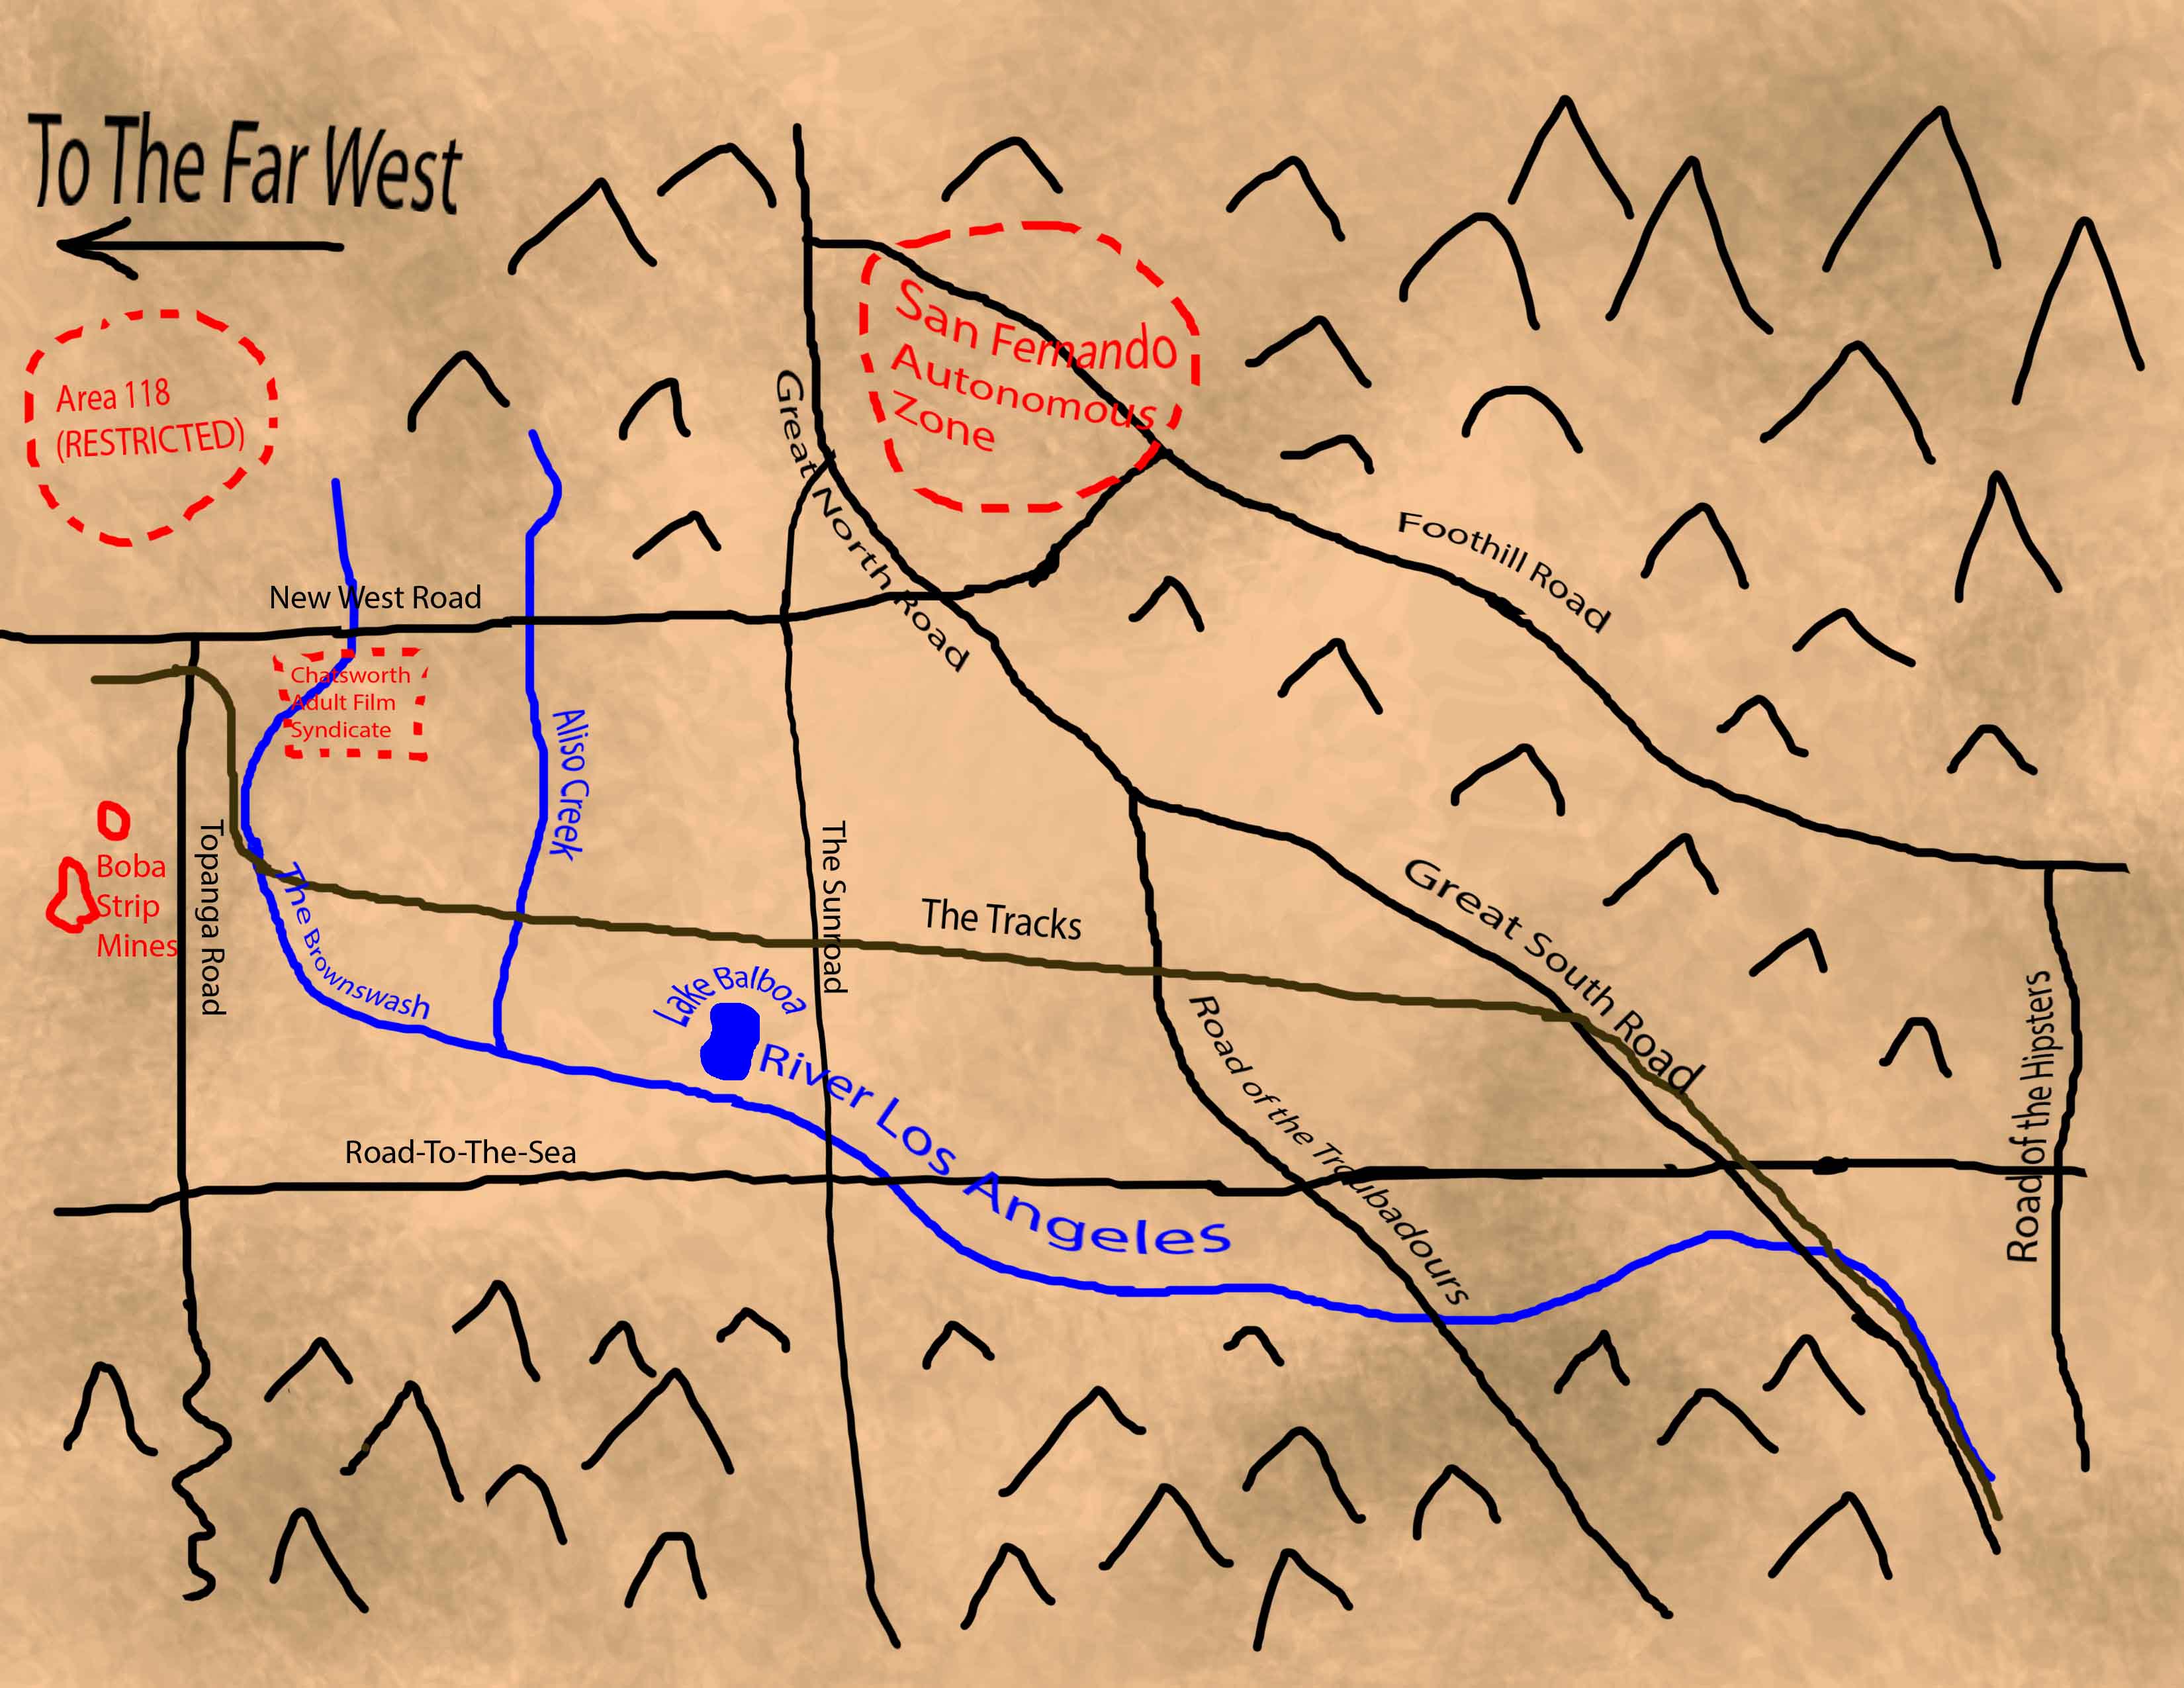 To The Far West
Area 118
(RESTRICTED)
San Fernando
Autonomous
Zone
Great North Road
Foothill Road
New West Road
Chatsworth
Adult Film
Syndicate
Aliso Creek
Boba
Strip
Mines
Topanga Road
The Brownswash
The Sunroad
The Tracks
Great South Road
Lake Balboa
River Los Angeles
Road of the Troubadours
Road of the Hipsters
Road-To-The-Sea